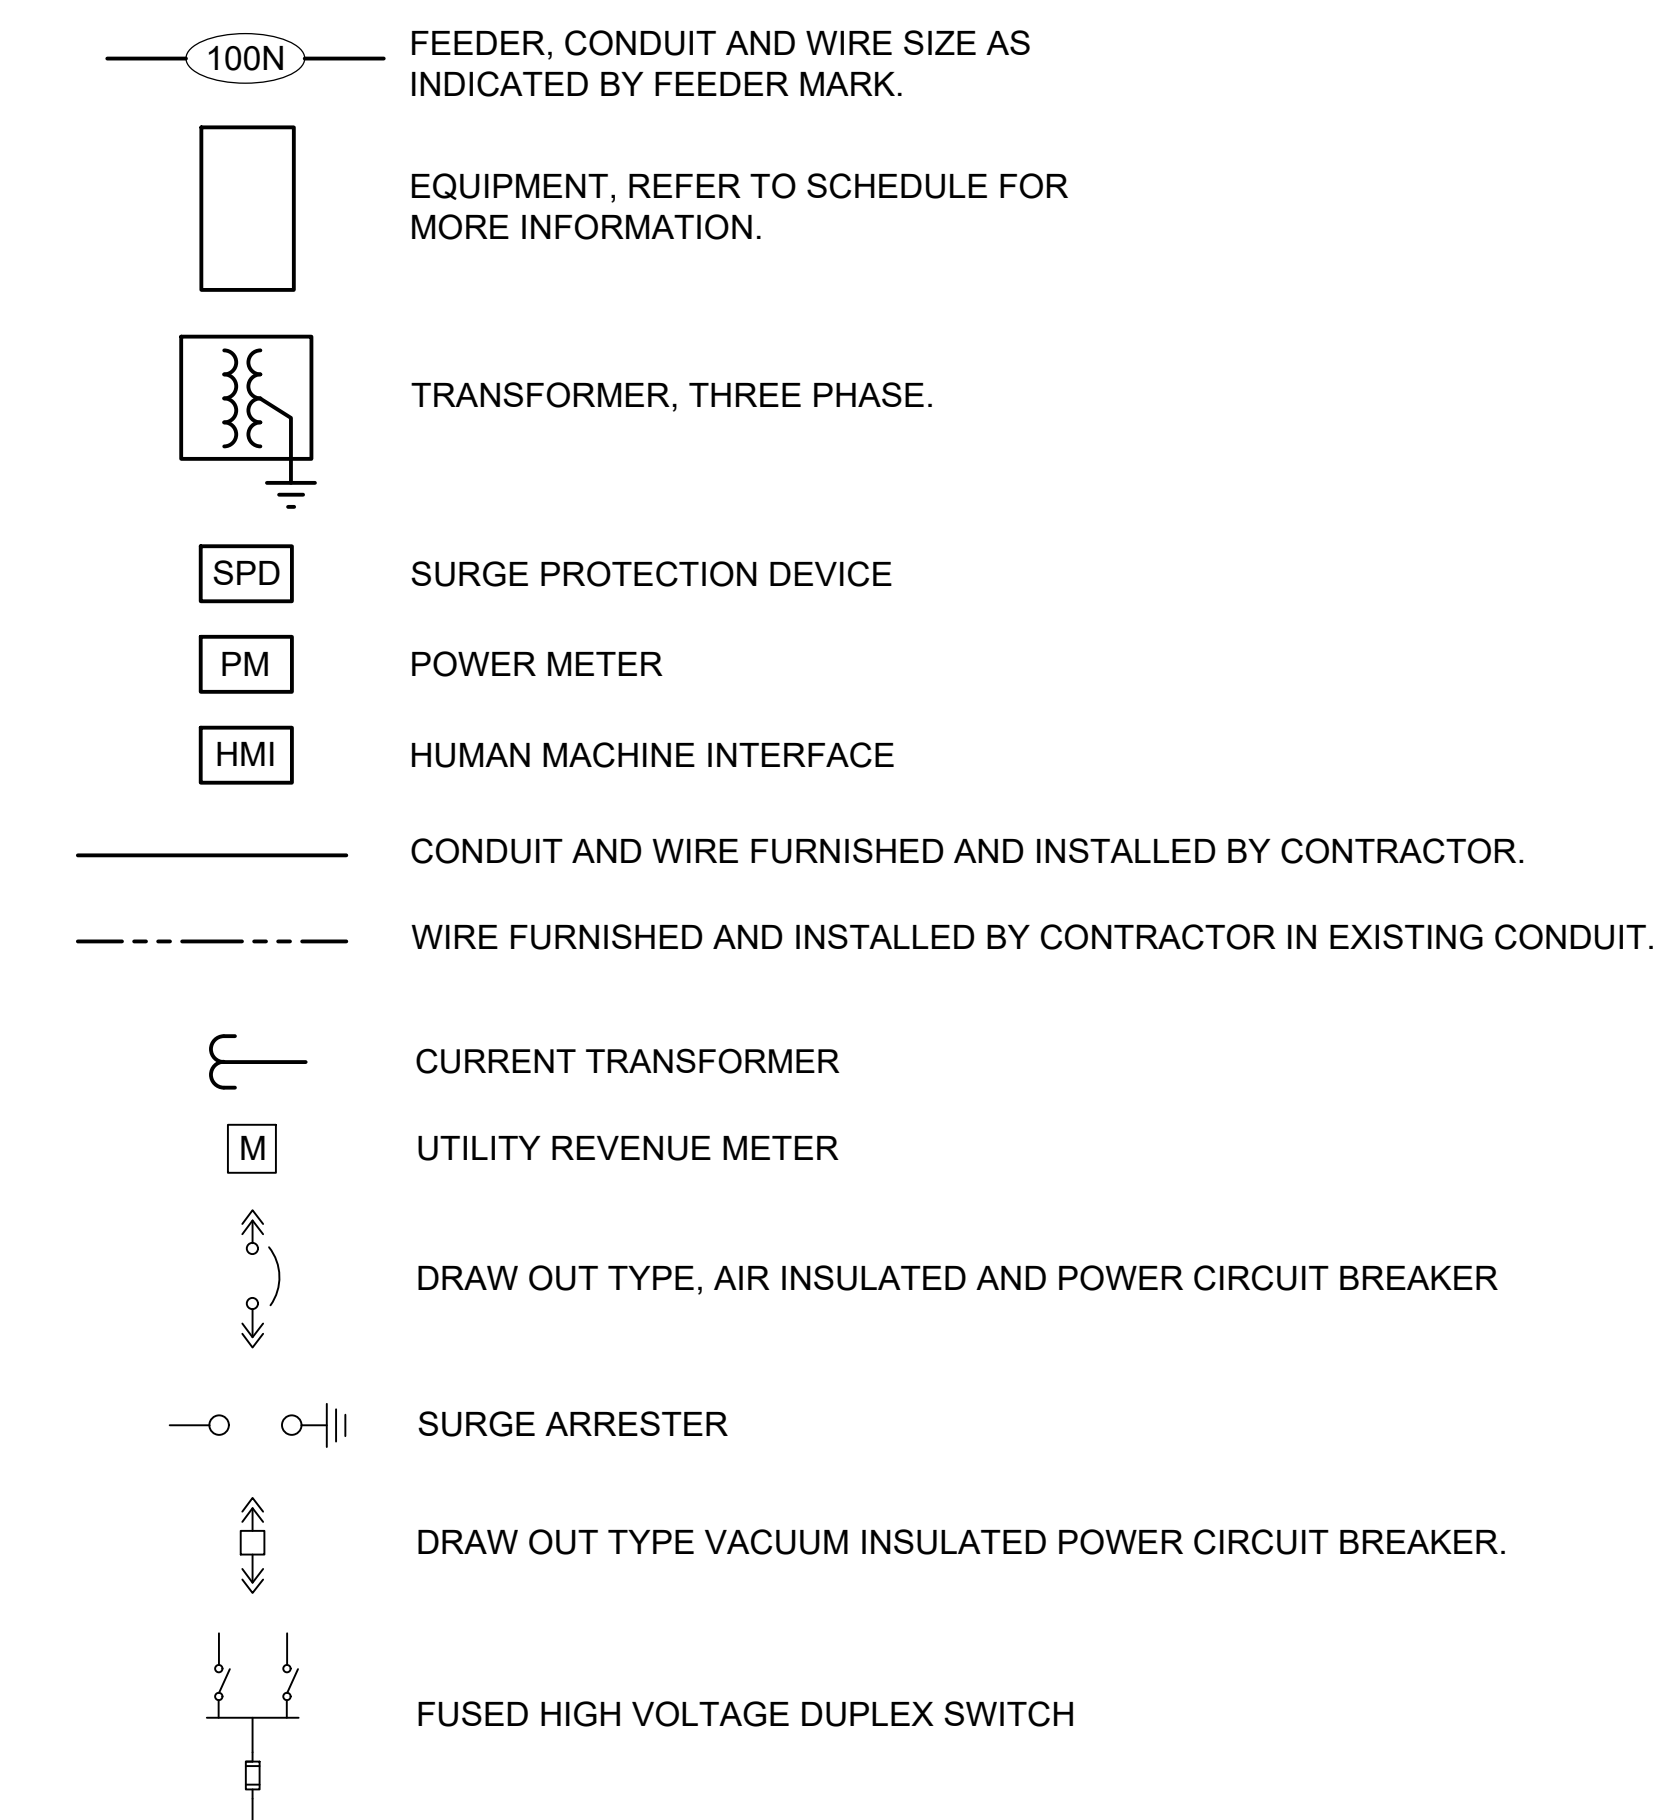 100N
FEEDER, CONDUIT AND WIRE SIZE AS
INDICATED BY FEEDER MARK.
EQUIPMENT, REFER TO SCHEDULE FOR
MORE INFORMATION.
TRANSFORMER, THREE PHASE.
SPD SURGE PROTECTION DEVICE
PM POWER METER
HMI HUMAN MACHINE INTERFACE
CONDUIT AND WIRE FURNISHED AND INSTALLED BY CONTRACTOR.
WIRE FURNISHED AND INSTALLED BY CONTRACTOR IN EXISTING CONDUIT.
CURRENT TRANSFORMER
M UTILITY REVENUE METER
DRAW OUT TYPE, AIR INSULATED AND POWER CIRCUIT BREAKER
SURGE ARRESTER
DRAW OUT TYPE VACUUM INSULATED POWER CIRCUIT BREAKER.
FUSED HIGH VOLTAGE DUPLEX SWITCH